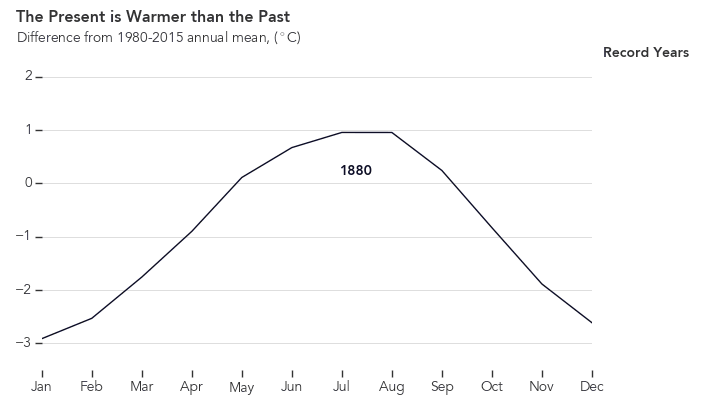 The Present is Warmer than the Past
Difference from 1980-2015 annual mean, (°C)
Record Years
2
1
1880
0
−1
−2
−3
Jan Feb Mar Apr May Jun Jul Aug Sep Oct Nov Dec